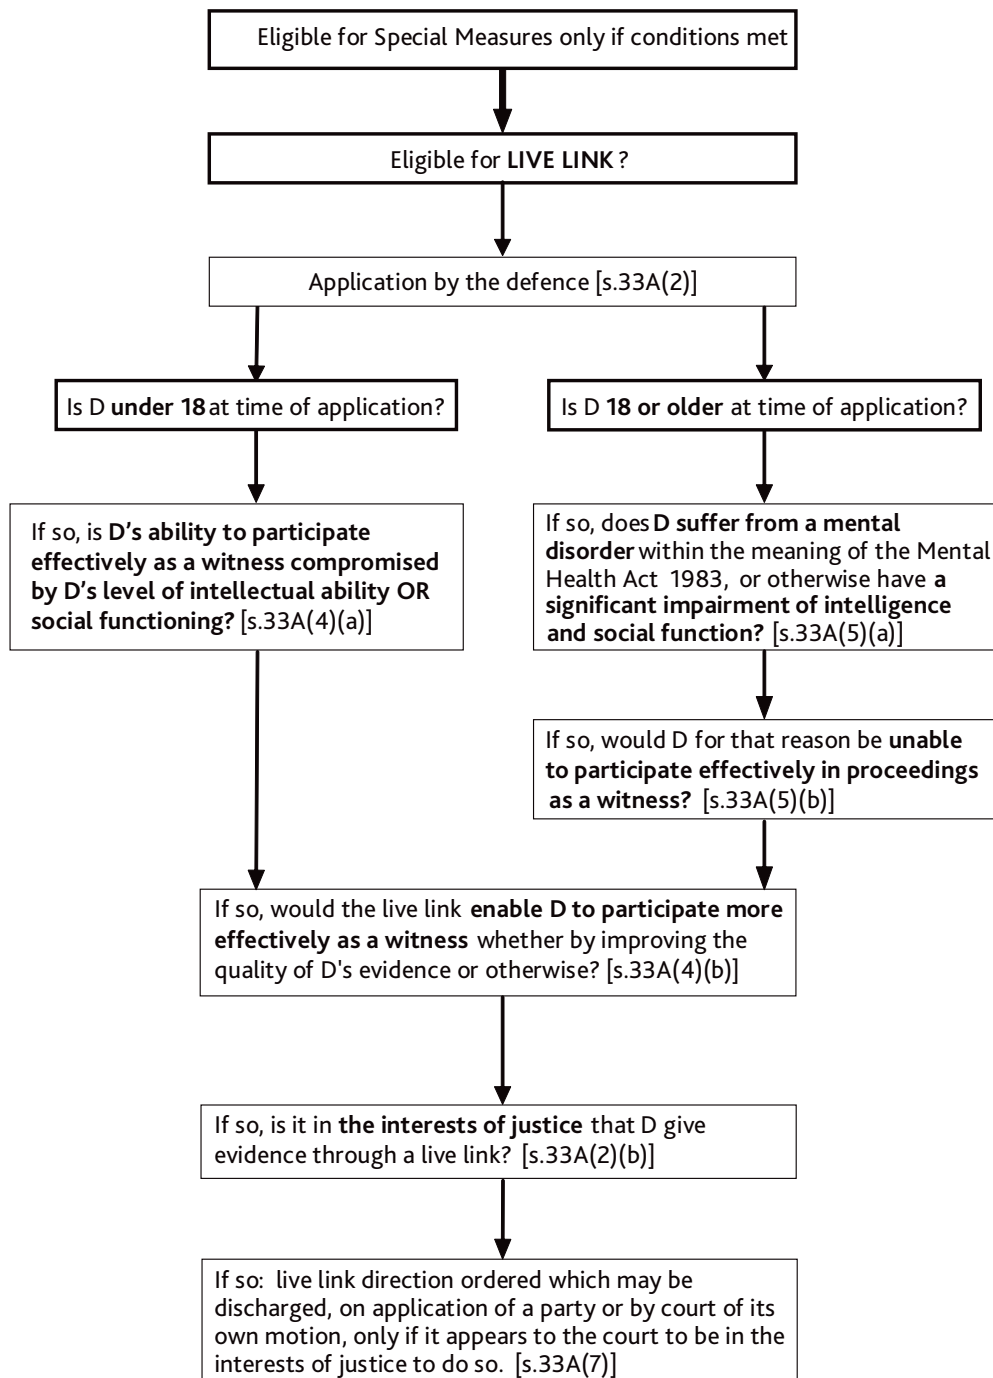 Eligible for Special Measures only if conditions met
Eligible for LIVE LINK ?
Application by the defence [s.33A(2)]
Is D under 18 at time of application?
Is D 18 or older at time of application?
If so, is D’s ability to participate
effectively as a witness compromised
by D’s level of intellectual ability OR
social functioning? [s.33A(4)(a)]
If so, does D suffer from a mental
disorder within the meaning of the Mental
Health Act 1983, or otherwise have a
significant impairment of intelligence
and social function? [s.33A(5)(a)]
If so, would D for that reason be unable
to participate effectively in proceedings
as a witness? [s.33A(5)(b)]
If so, would the live link enable D to participate more
effectively as a witness whether by improving the
quality of D's evidence or otherwise? [s.33A(4)(b)]
If so, is it in the interests of justice that D give
evidence through a live link? [s.33A(2)(b)]
If so: live link direction ordered which may be
discharged, on application of a party or by court of its
own motion, only if it appears to the court to be in the
interests of justice to do so. [s.33A(7)]